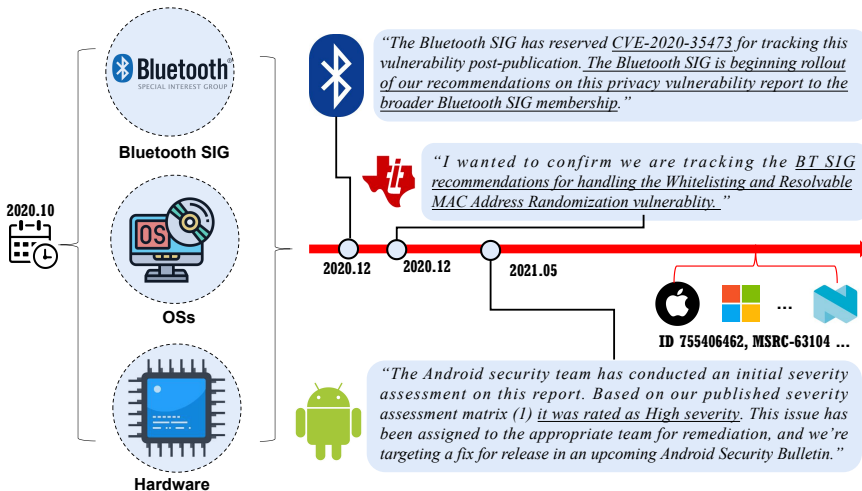 Bluetooth®
SPECIAL INTEREST GROUP
Bluetooth SIG
2020.10
OS
OSs
Hardware
“The Bluetooth SIG has reserved CVE-2020-35473 for tracking this
vulnerability post-publication. The Bluetooth SIG is beginning rollout
of our recommendations on this privacy vulnerability report to the
broader Bluetooth SIG membership.”
“I wanted to confirm we are tracking the BT SIG
recommendations for handling the Whitelisting and Resolvable
MAC Address Randomization vulnerablity. ”
2020.12
2020.12
2021.05
...
ID 755406462, MSRC-63104 ...
“The Android security team has conducted an initial severity
assessment on this report. Based on our published severity
assessment matrix (1) it was rated as High severity. This issue has
been assigned to the appropriate team for remediation, and we’re
targeting a fix for release in an upcoming Android Security Bulletin.”